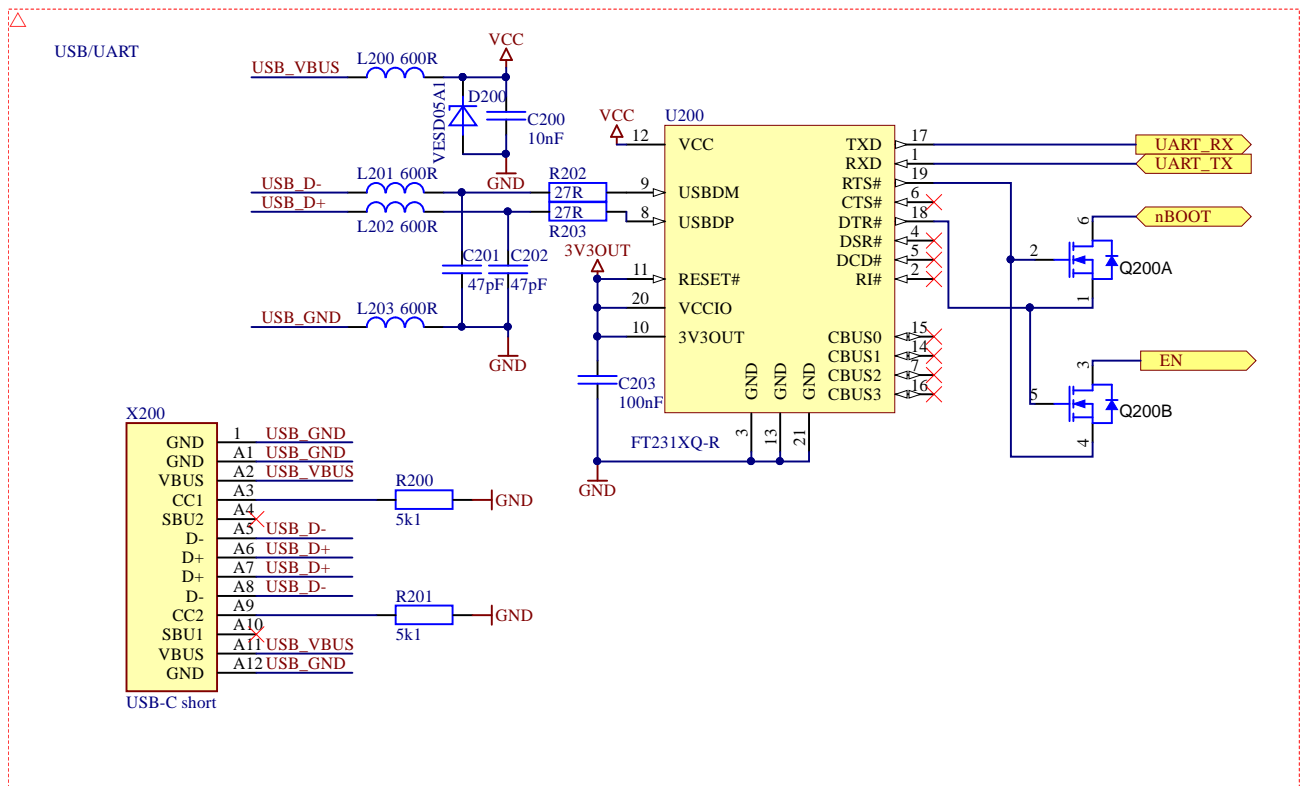 USB/UART
USB_VBUS
L200 600R
VCC
VESD05A1
D200
C200
10nF
GND
USB_D-
L201 600R
USB_D+
L202 600R
R202
27R
27R
R203
C201
47pF
C202
47pF
USB_GND
L203 600R
GND
3V3OUT
C203
100nF
GND
VCC
U200
12 VCC
9 USBDM
8 USBDP
11 RESET#
20 VCCIO
10 3V3OUT
TXD 17
RXD 1
RTS# 19
CTS# 6
DTR# 18
DSR# 4
DCD# 5
RI# 2
CBUS0 15
CBUS1 14
CBUS2 7
CBUS3 16
GND GND GND
3 13 21
FT231XQ-R
UART_RX
UART_TX
nBOOT
6
2
1
Q200A
EN
3
5
4
Q200B
X200
GND 1 USB_GND
GND A1 USB_GND
VBUS A2 USB_VBUS
CC1 A3
SBU2 A4
D- A5 USB_D-
D+ A6 USB_D+
D+ A7 USB_D+
D- A8 USB_D-
CC2 A9
SBU1 A10
VBUS A11 USB_VBUS
GND A12 USB_GND
USB-C short
R200
5k1
GND
R201
5k1
GND